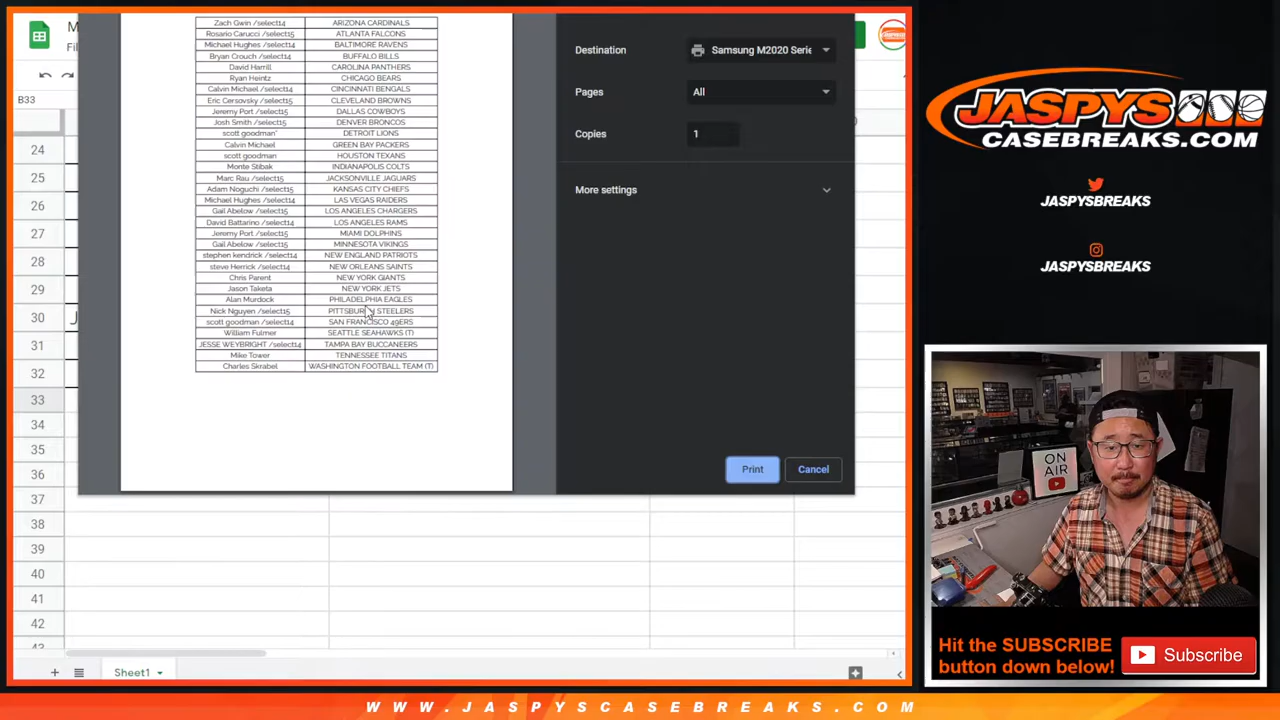 M
Fil
B33
24
25
26
27
28
29
30
31
32
33
34
35
36
37
38
39
40
41
42
J
Zach Gwin /select14 ARIZONA CARDINALS
Rosario Carucci /select15 ATLANTA FALCONS
Michael Hughes /select14 BALTIMORE RAVENS
Bryan Crouch /select14 BUFFALO BILLS
David Harrill CAROLINA PANTHERS
Ryan Heintz CHICAGO BEARS
Calvin Michael /select14 CINCINNATI BENGALS
Eric Cersovsky /select15 CLEVELAND BROWNS
Jeremy Port /select15 DALLAS COWBOYS
Josh Smith /select15 DENVER BRONCOS
scott goodman* DETROIT LIONS
Calvin Michael GREEN BAY PACKERS
scott goodman HOUSTON TEXANS
Monte Stibak INDIANAPOLIS COLTS
Marc Rau /select15 JACKSONVILLE JAGUARS
Adam Noguchi /select15 KANSAS CITY CHIEFS
Michael Hughes /select15 LAS VEGAS RAIDERS
Gail Abelow /select15 LOS ANGELES CHARGERS
David Battarino /select14 LOS ANGELES RAMS
Jeremy Port /select15 MIAMI DOLPHINS
Gail Abelow /select15 MINNESOTA VIKINGS
stephen kendrick /select14 NEW ENGLAND PATRIOTS
steve Herrick /select14 NEW ORLEANS SAINTS
Chris Parent NEW YORK GIANTS
Jason Taketa NEW YORK JETS
Alan Murdock PHILADELPHIA EAGLES
Nick Nguyen /select15 PITTSBURGH STEELERS
scott goodman /select14 SAN FRANCISCO 49ERS
William Fulmer SEATTLE SEAHAWKS (T)
JESSE WEYBRIGHT /select14 TAMPA BAY BUCCANEERS
Mike Tower TENNESSEE TITANS
Charles Skrabel WASHINGTON FOOTBALL TEAM (T)
Destination Samsung M2020 Serie
Pages All
Copies 1
More settings
Print Cancel
Sheet1
JASPYS
CASEBREAKS.COM
JASPYSBREAKS
JASPYSBREAKS
ON
AIR
Hit the SUBSCRIBE
button down below!
Subscribe
WWW.JASPYSCASEBREAKS.COM